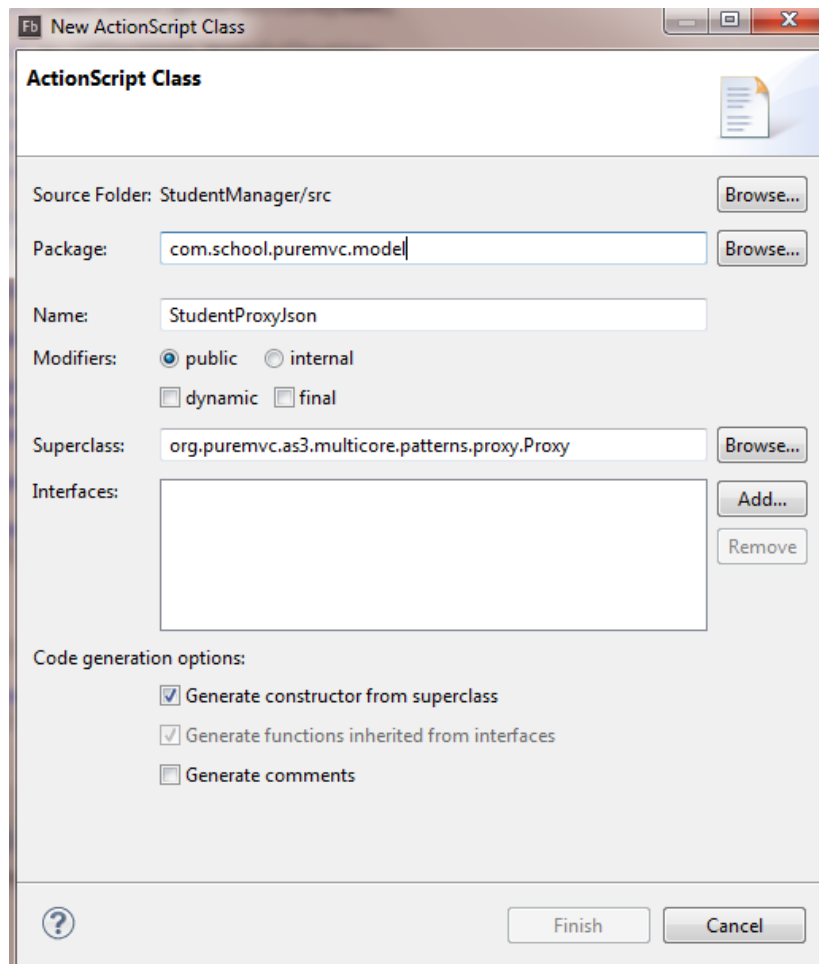 Fb New ActionScript Class
ActionScript Class
Source Folder: StudentManager/src Browse...
Package: com.school.puremvc.model Browse...
Name: StudentProxyJson
Modifiers: public internal
dynamic final
Superclass: org.puremvc.as3.multicore.patterns.proxy.Proxy Browse...
Interfaces: Add...
Remove
Code generation options:
Generate constructor from superclass
Generate functions inherited from interfaces
Generate comments
? Finish Cancel